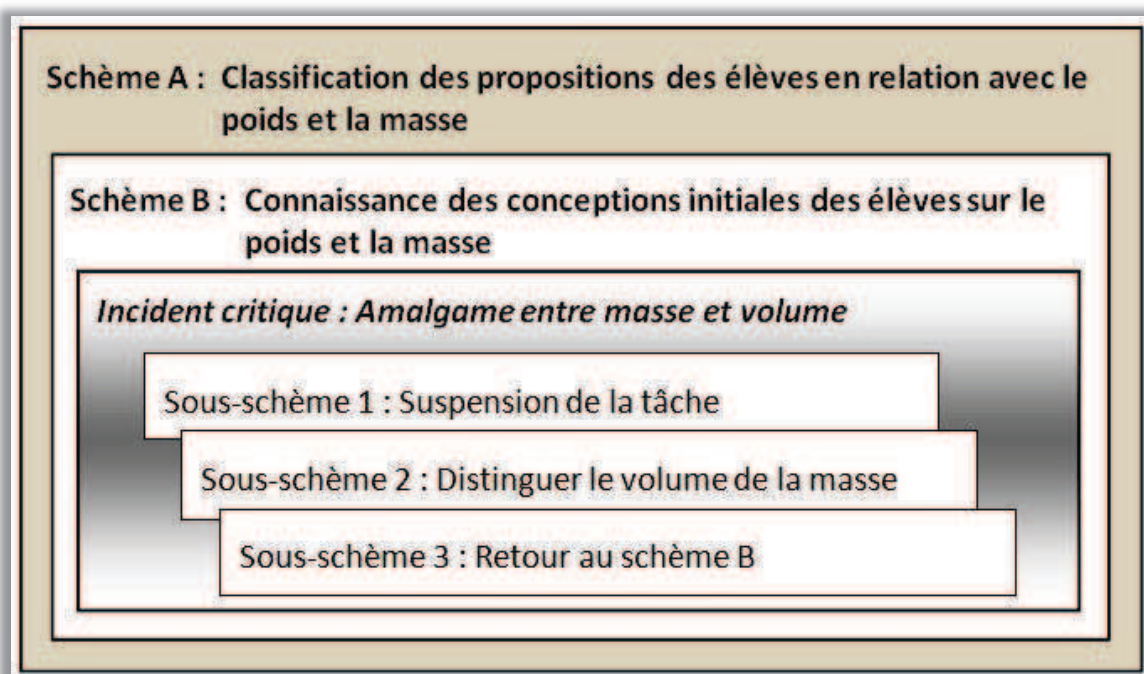 Schème A : Classification des propositions des élèves en relation avec le
poids et la masse
Schème B : Connaissance des conceptions initiales des élèves sur le
poids et la masse
Incident critique : Amalgame entre masse et volume
Sous-schème 1 : Suspension de la tâche
Sous-schème 2 : Distinguer le volume de la masse
Sous-schème 3 : Retour au schème B